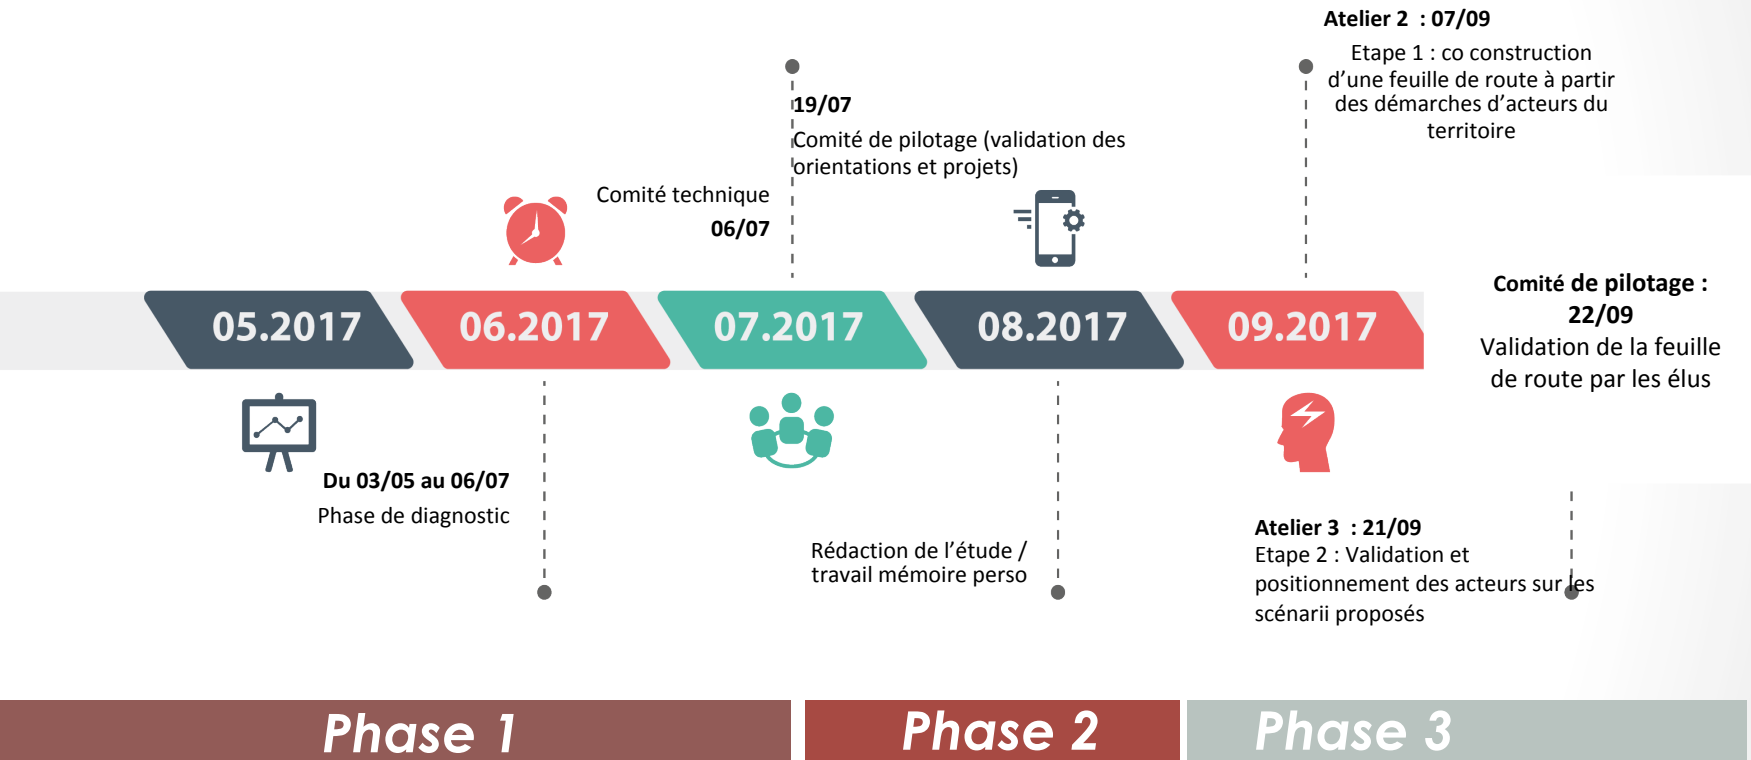 Atelier 2  : 07/09
Etape 1 : co construction
d’une feuille de route à partir
des démarches d’acteurs du
territoire
19/07
Comité de pilotage (validation des
orientations et projets)
Comité technique
06/07
05.2017
06.2017
07.2017
08.2017
09.2017
Comité de pilotage :
22/09
Validation de la feuille
de route par les élus
Du 03/05 au 06/07
Phase de diagnostic
Rédaction de l’étude /
travail mémoire perso
Atelier 3  : 21/09
Etape 2 : Validation et
positionnement des acteurs sur les
scénarii proposés
Phase 1
Phase 2
Phase 3